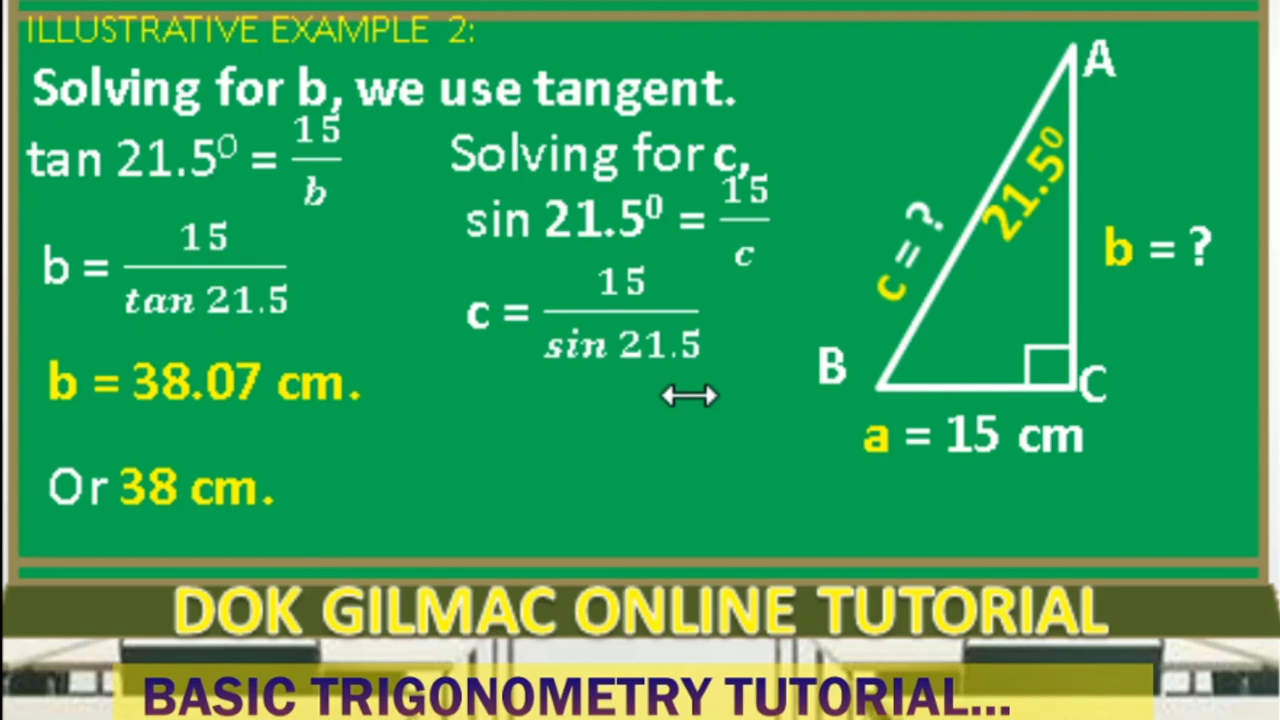 ILLUSTRATIVE EXAMPLE 2:
Solving for b, we use tangent.
tan 21.5⁰ = 15/b
b = 15/tan 21.5
b = 38.07 cm.
Or 38 cm.
Solving for c,
sin 21.5⁰ = 15/c
c = 15/sin 21.5
A
21.5⁰
c = ?
b = ?
B
C
a = 15 cm
DOK GILMAC ONLINE TUTORIAL
BASIC TRIGONOMETRY TUTORIAL...